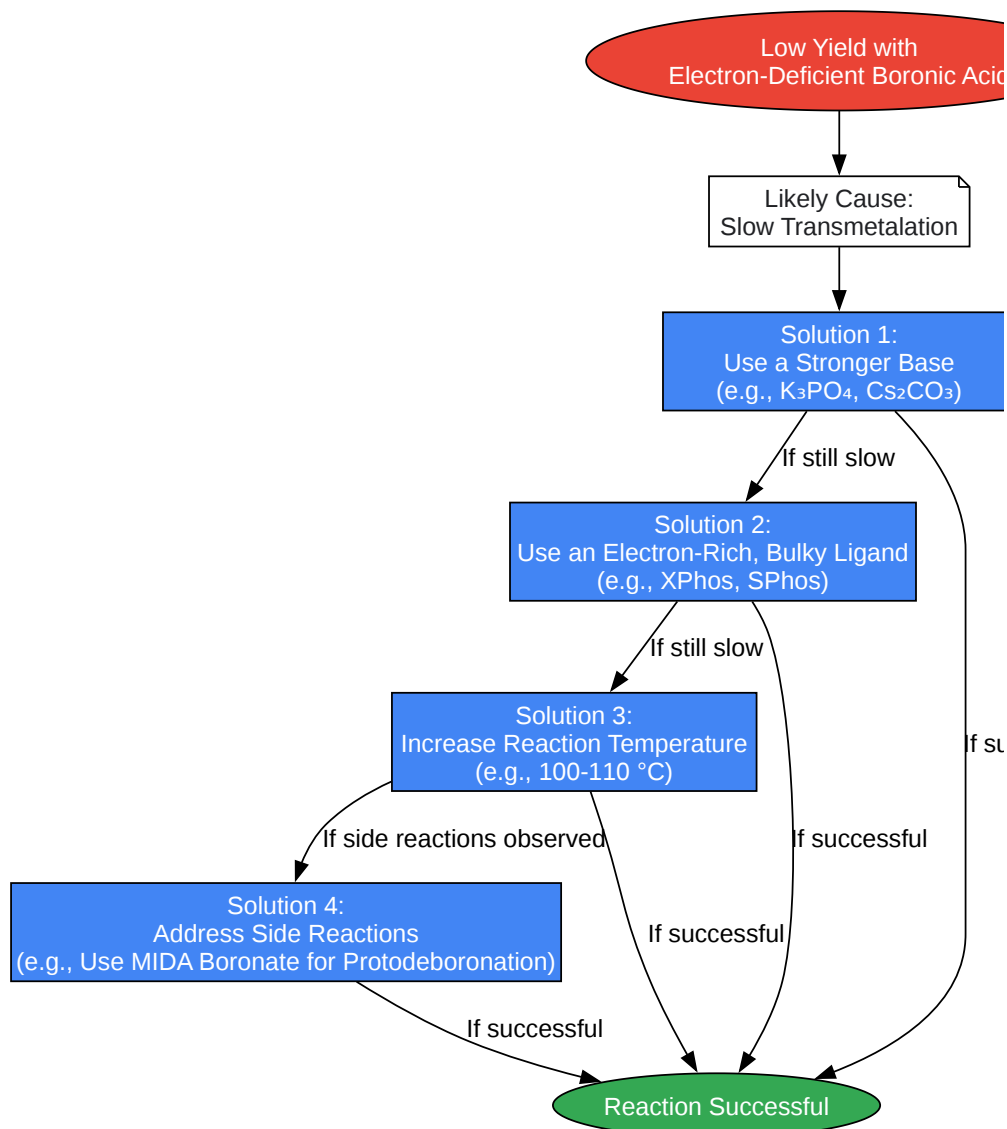 Low Yield with
Electron-Deficient Boronic Acid
Likely Cause:
Slow Transmetalation
Solution 1:
Use a Stronger Base
(e.g., K₃PO₄, Cs₂CO₃)
If still slow
Solution 2:
Use an Electron-Rich, Bulky Ligand
(e.g., XPhos, SPhos)
If still slow
Solution 3:
Increase Reaction Temperature
(e.g., 100-110 °C)
If su
If side reactions observed
If successful
Solution 4:
Address Side Reactions
(e.g., Use MIDA Boronate for Protodeboronation)
If successful
If successful
Reaction Successful